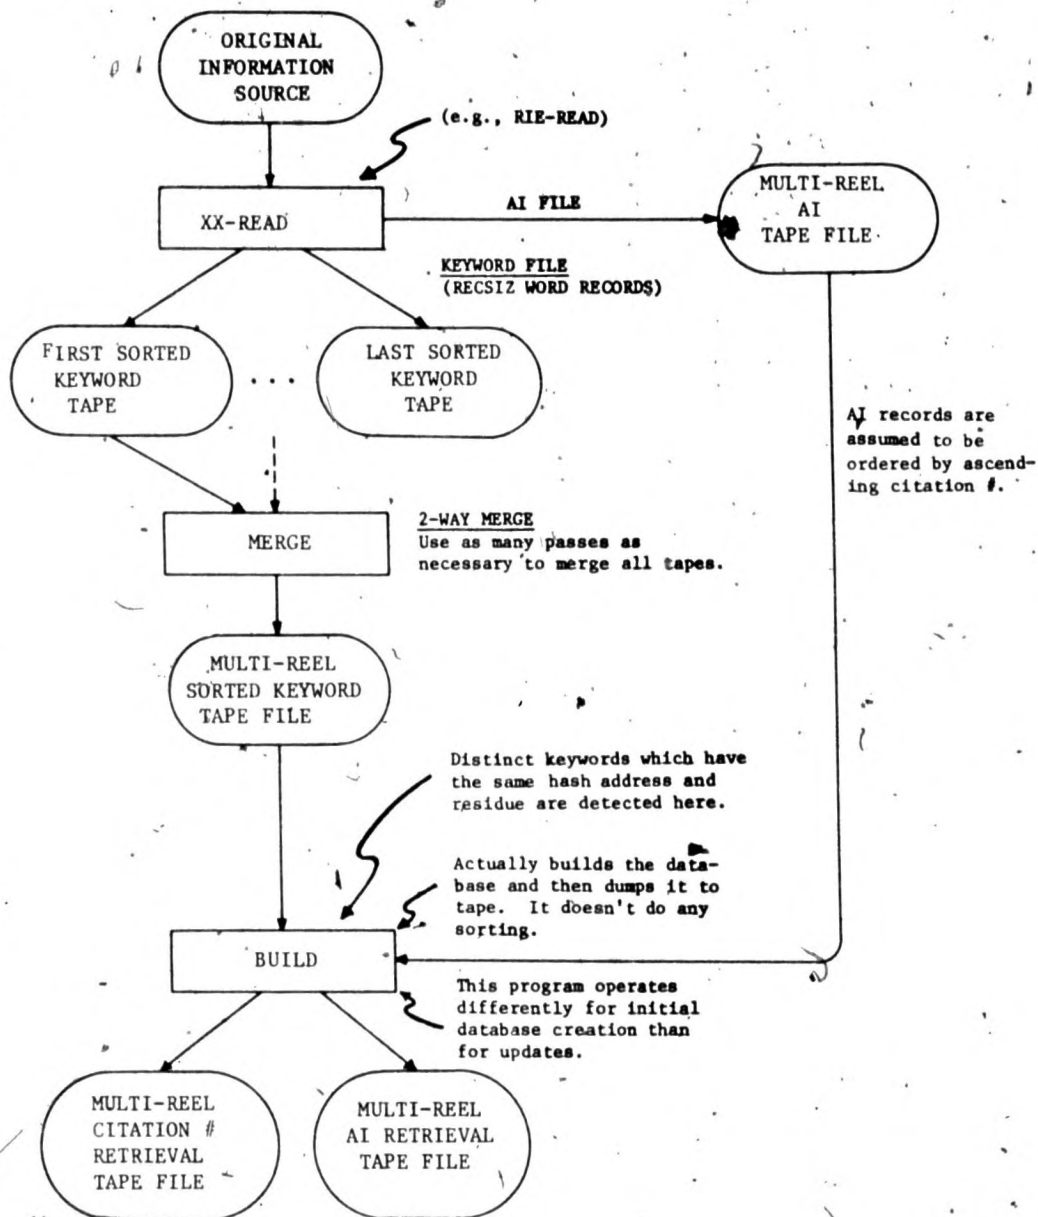 ORIGINAL
INFORMATION
SOURCE
(e.g., RIE-READ)
XX-READ
AI FILE
MULTI-REEL
AI
TAPE FILE
KEYWORD FILE
(RECSIZ WORD RECORDS)
FIRST SORTED
KEYWORD
TAPE
. . .
LAST SORTED
KEYWORD
TAPE
AI records are
assumed to be
ordered by ascend-
ing citation #.
MERGE
2-WAY MERGE
Use as many passes as
necessary to merge all tapes.
MULTI-REEL
SORTED KEYWORD
TAPE FILE
Distinct keywords which have
the same hash address and
residue are detected here.
Actually builds the data-
base and then dumps it to
tape. It doesn't do any
sorting.
BUILD
This program operates
differently for initial
database creation than
for updates.
MULTI-REEL
CITATION #
RETRIEVAL
TAPE FILE
MULTI-REEL
AI RETRIEVAL
TAPE FILE